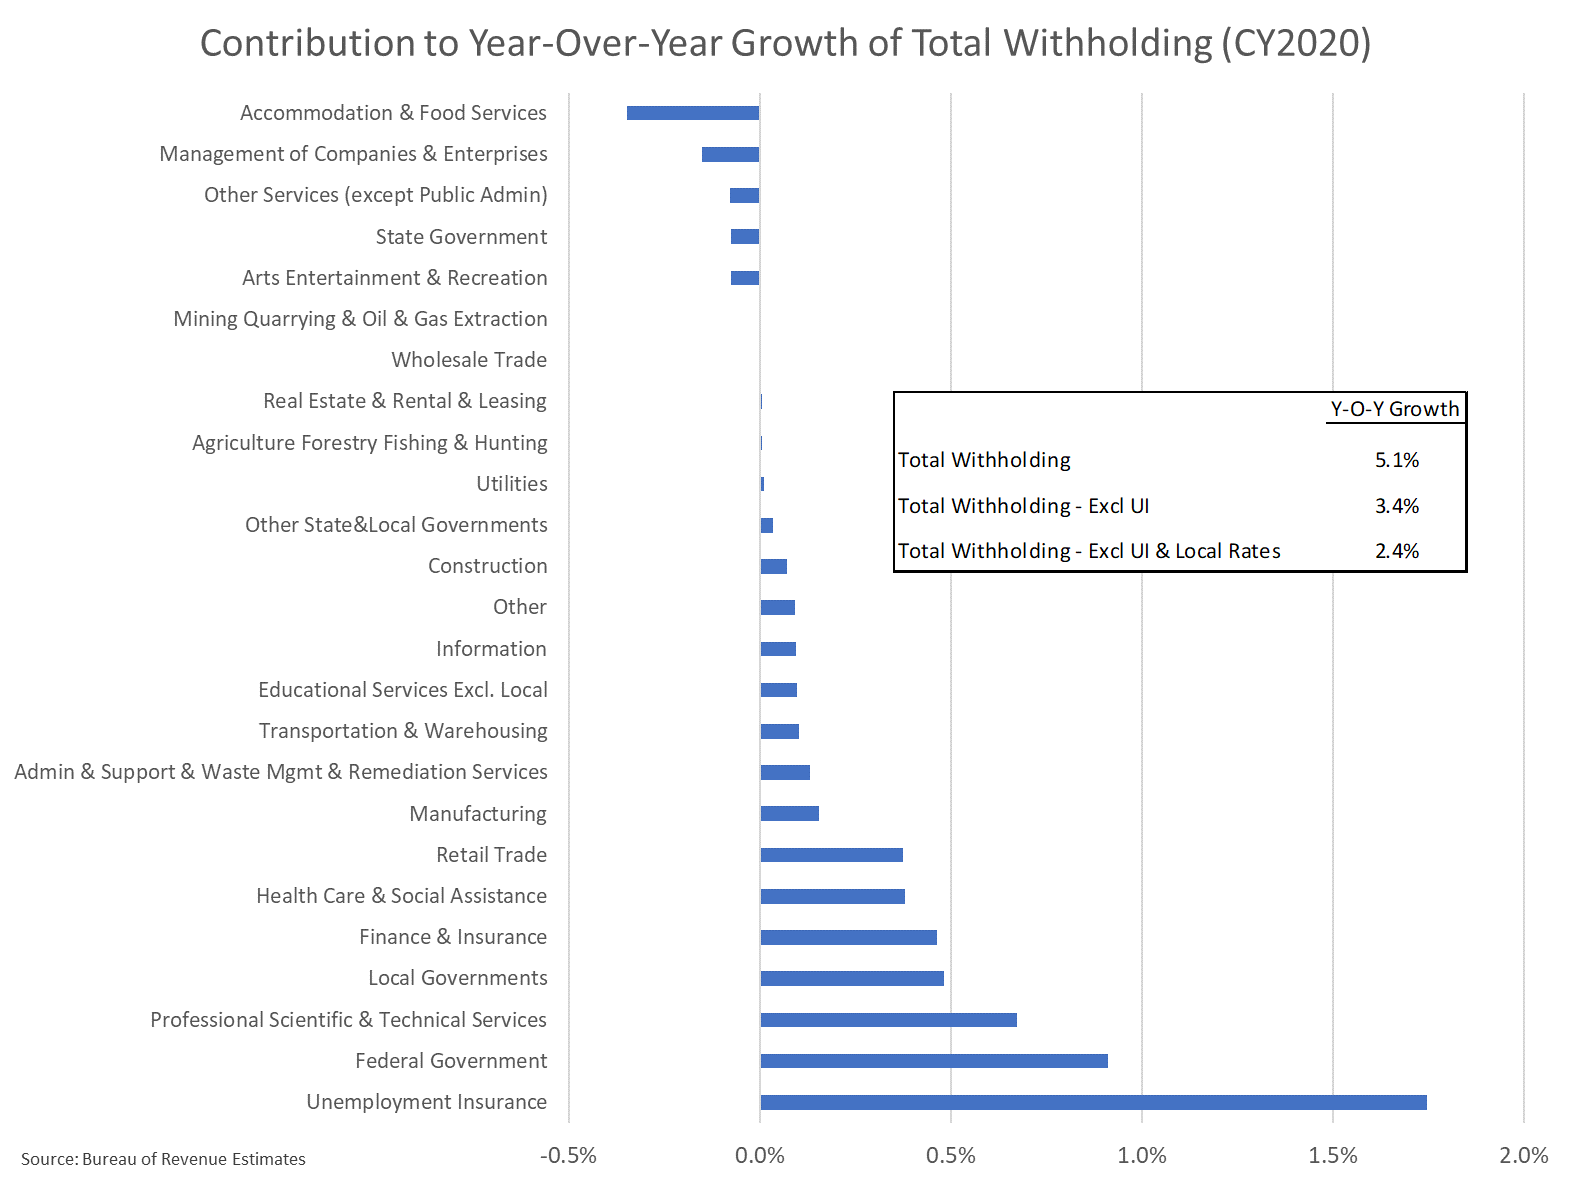 Contribution to Year-Over-Year Growth of Total Withholding (CY2020)
Accommodation & Food Services
Management of Companies & Enterprises
Other Services (except Public Admin)
State Government
Arts Entertainment & Recreation
Mining Quarrying & Oil & Gas Extraction
Wholesale Trade
Real Estate & Rental & Leasing
Agriculture Forestry Fishing & Hunting
Utilities
Other State&Local Governments
Construction
Other
Information
Educational Services Excl. Local
Transportation & Warehousing
Admin & Support & Waste Mgmt & Remediation Services
Manufacturing
Retail Trade
Health Care & Social Assistance
Finance & Insurance
Local Governments
Professional Scientific & Technical Services
Federal Government
Unemployment Insurance
Y-O-Y Growth
Total Withholding 5.1%
Total Withholding - Excl UI 3.4%
Total Withholding - Excl UI & Local Rates 2.4%
-0.5% 0.0% 0.5% 1.0% 1.5% 2.0%
Source: Bureau of Revenue Estimates